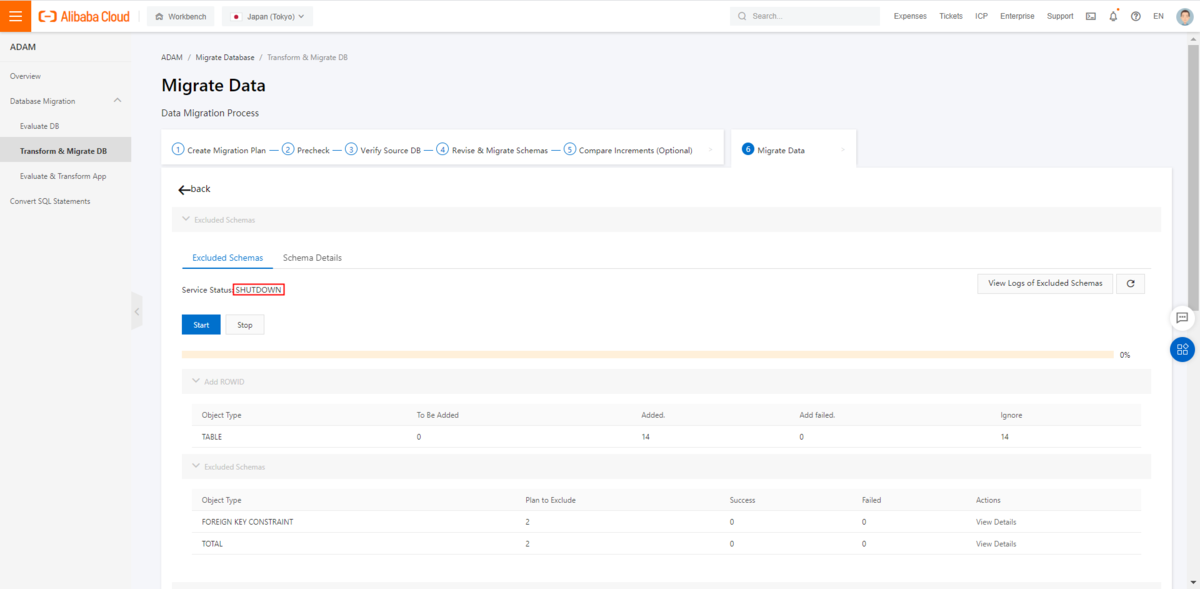 Alibaba Cloud
Workbench
Japan (Tokyo)
Search...
Expenses Tickets ICP Enterprise Support EN
ADAM
Overview
Database Migration
Evaluate DB
Transform & Migrate DB
Evaluate & Transform App
Convert SQL Statements
ADAM / Migrate Database / Transform & Migrate DB
Migrate Data
Data Migration Process
1 Create Migration Plan 2 Precheck 3 Verify Source DB 4 Revise & Migrate Schemas 5 Compare Increments (Optional) 6 Migrate Data
back
Excluded Schemas
Excluded Schemas Schema Details
Service Status: SHUTDOWN
View Logs of Excluded Schemas
Start Stop
0%
Add ROWID
Object Type To Be Added Added. Add failed. Ignore
TABLE 0 14 0 14
Excluded Schemas
Object Type Plan to Exclude Success Failed Actions
FOREIGN KEY CONSTRAINT 2 0 0 View Details
TOTAL 2 0 0 View Details